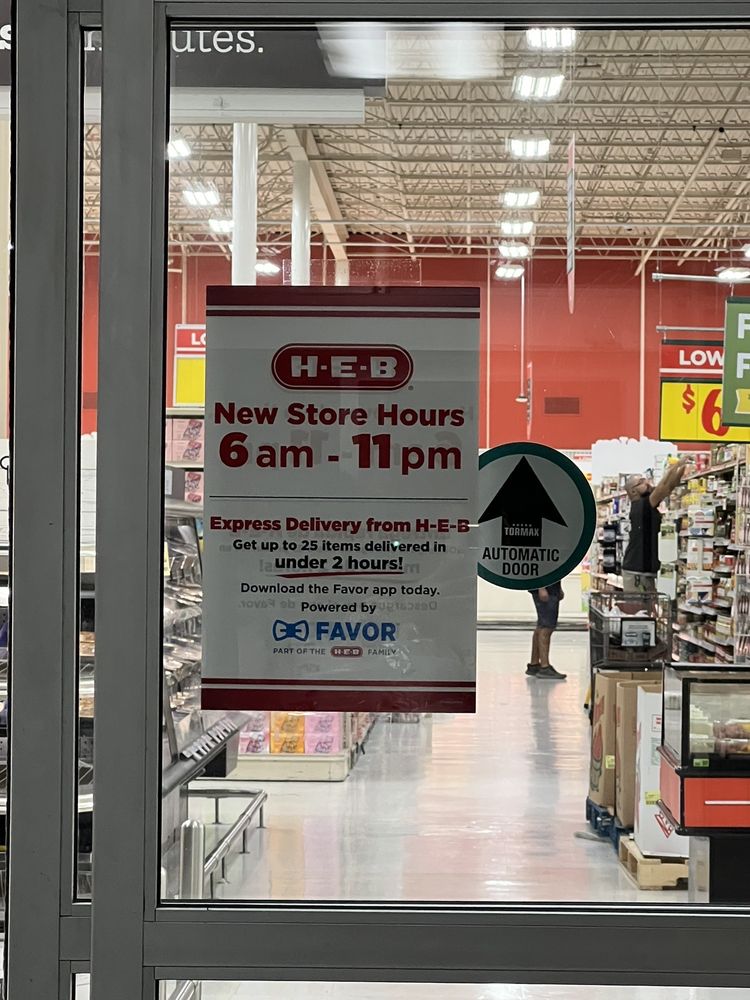 utes.
H-E-B
New Store Hours
6 am - 11 pm
Express Delivery from H-E-B
Get up to 25 items delivered in
under 2 hours!
Download the Favor app today.
Powered by
FAVOR
PART OF THE H-E-B FAMILY
TORMAX
AUTOMATIC
DOOR
LOW
$6